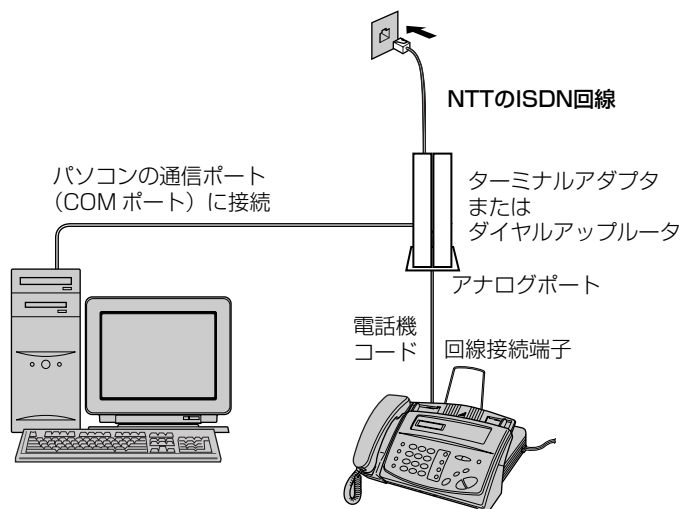 NTTのISDN回線
パソコンの通信ポート
（COM ポート）に接続
ターミナルアダプタ
または
ダイヤルアップルータ
アナログポート
電話機
コード
回線接続端子